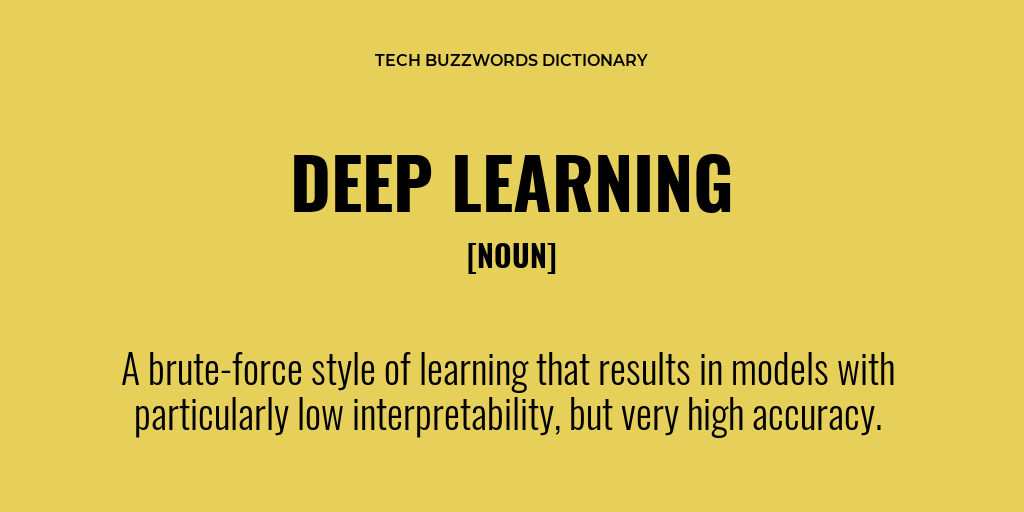 TECH BUZZWORDS DICTIONARY
DEEP LEARNING
[NOUN]
A brute-force style of learning that results in models with
particularly low interpretability, but very high accuracy.